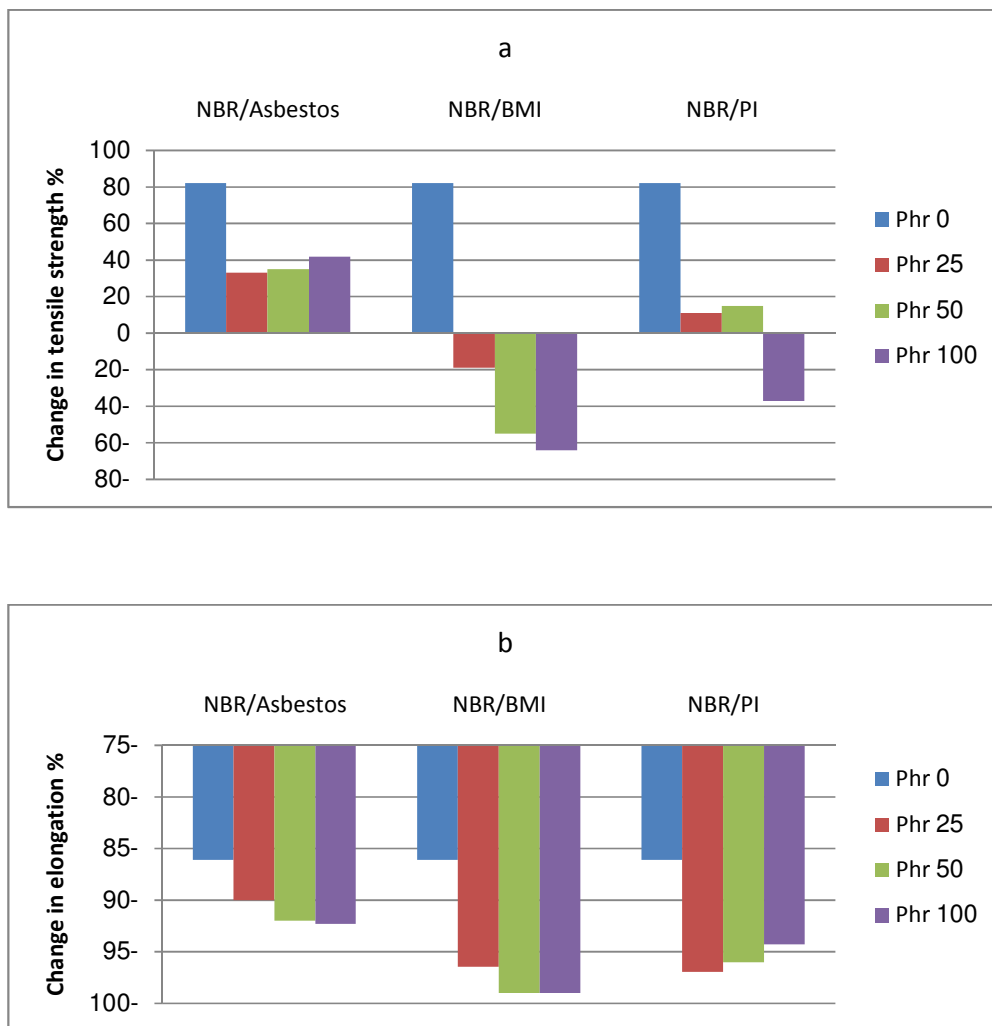 a
NBR/Asbestos NBR/BMI NBR/PI
Change in tensile strength %
100
80
60
40
20
0
20-
40-
60-
80-
Phr 0
Phr 25
Phr 50
Phr 100
b
NBR/Asbestos NBR/BMI NBR/PI
Change in elongation %
75-
80-
85-
90-
95-
100-
Phr 0
Phr 25
Phr 50
Phr 100